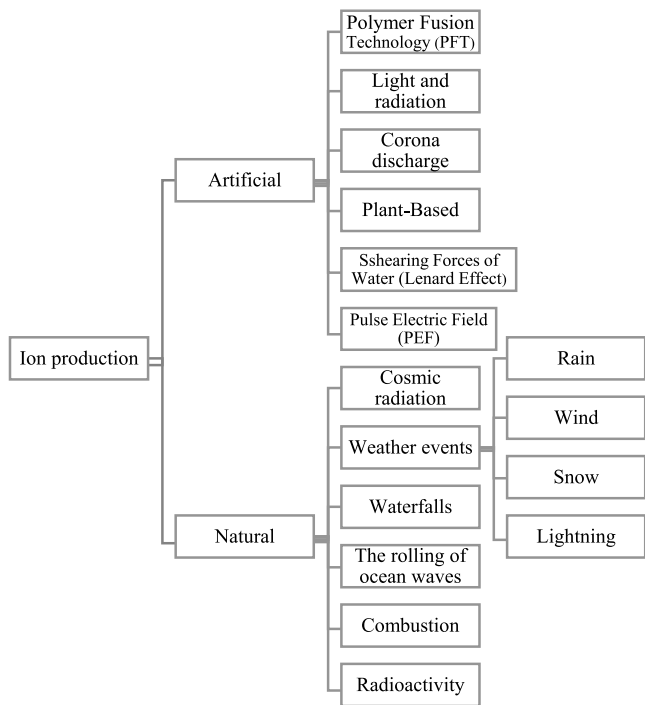 Polymer Fusion
Technology (PFT)
Light and
radiation
Corona
discharge
Artificial
Plant-Based
Sshearing Forces of
Water (Lenard Effect)
Pulse Electric Field
(PEF)
Ion production
Cosmic
radiation
Rain
Weather events
Wind
Snow
Waterfalls
Natural
Lightning
The rolling of
ocean waves
Combustion
Radioactivity